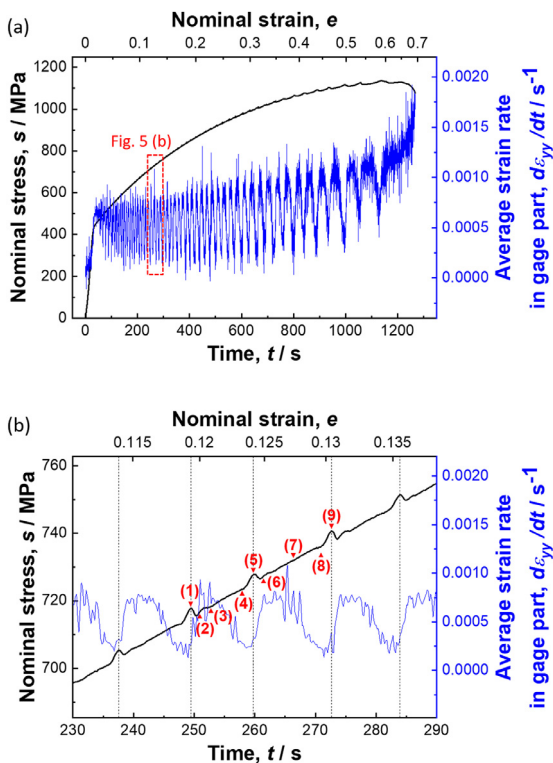 (a)
Nominal strain, e
0 0.1 0.2 0.3 0.4 0.5 0.6 0.7
Nominal stress, s / MPa
1200
1000
800
600
400
200
0
Fig. 5 (b)
0.0020
0.0015
0.0010
0.0005
0.0000
Average strain rate
in gage part, dε_yy/dt / s⁻¹
0 200 400 600 800 1000 1200
Time, t / s
(b)
Nominal strain, e
0.115 0.12 0.125 0.13 0.135
Nominal stress, s / MPa
760
740
720
700
(1)
(2)
(3)
(4)
(5)
(6)
(7)
(8)
(9)
0.0020
0.0015
0.0010
0.0005
0.0000
Average strain rate
in gage part, dε_yy/dt / s⁻¹
230 240 250 260 270 280 290
Time, t / s